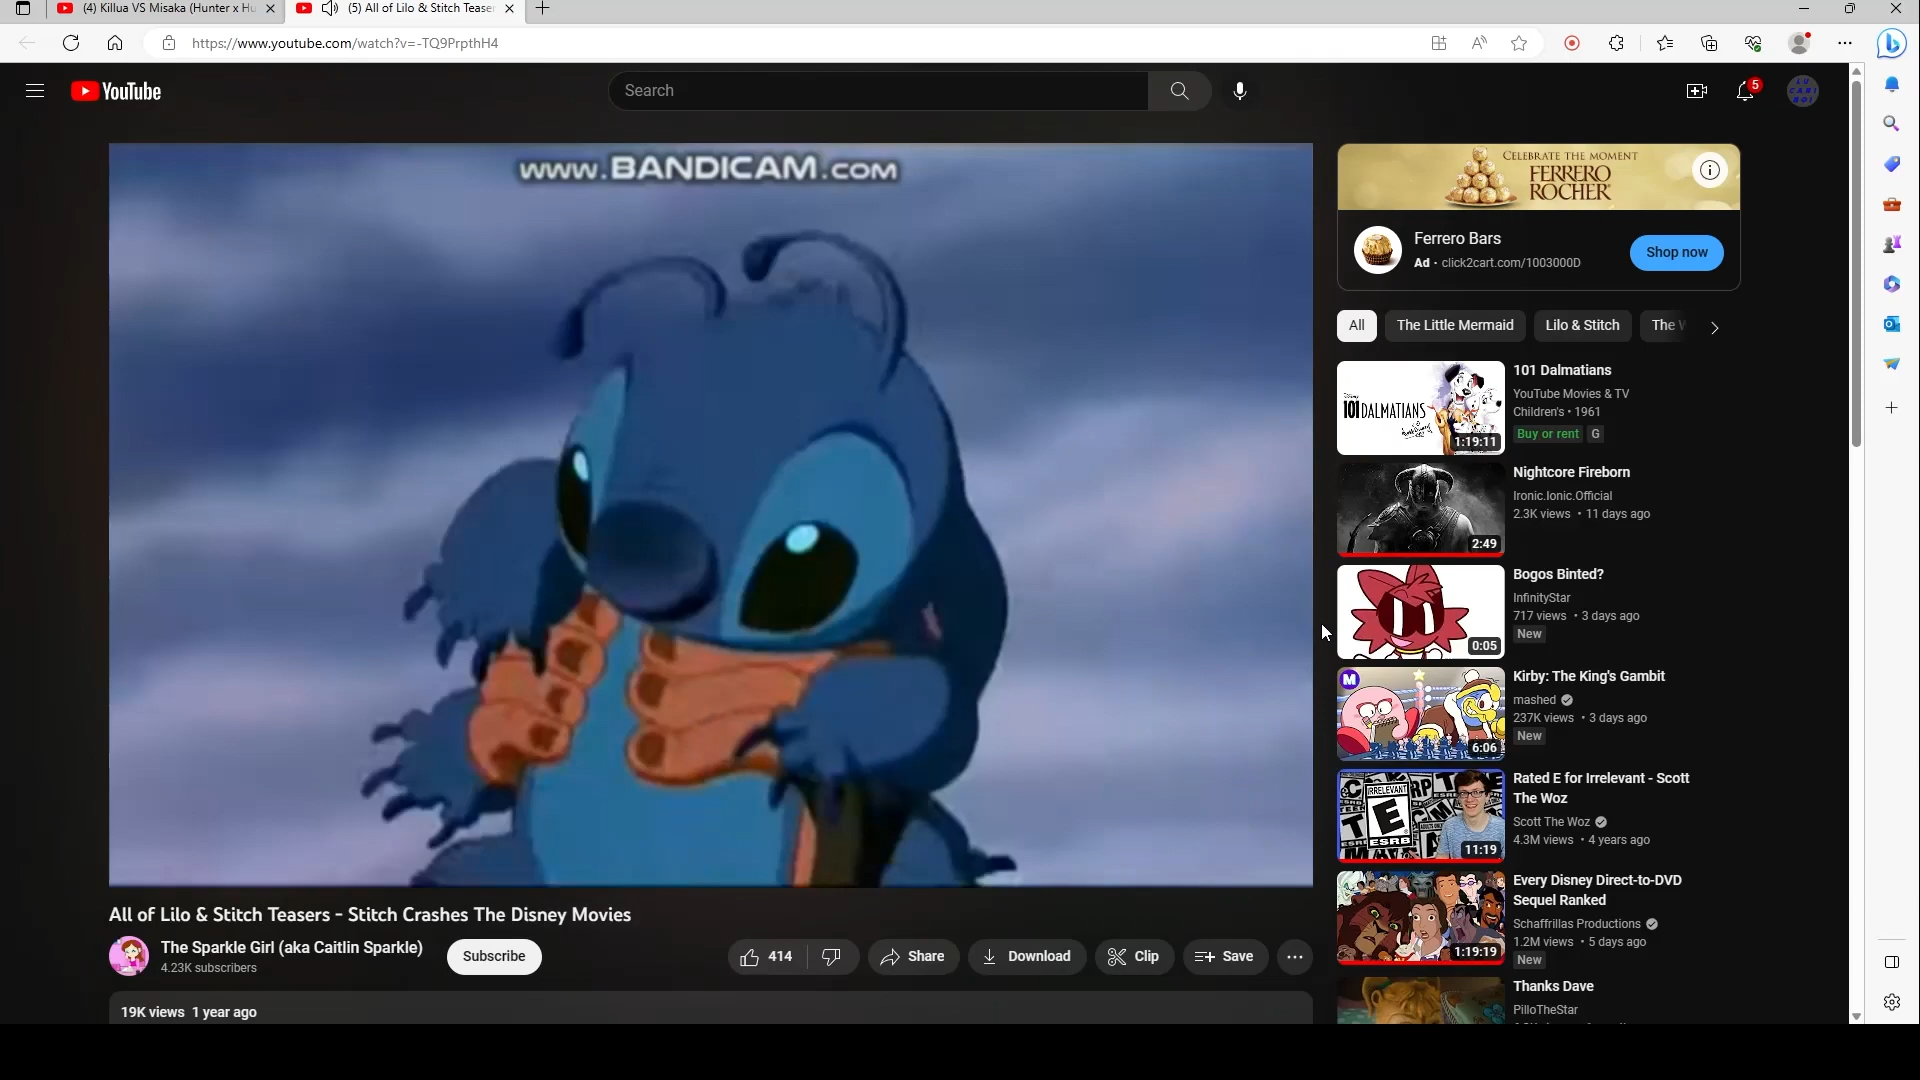 (4) Killua VS Misaka (Hunter x Hu
(5) All of Lilo & Stitch Teaser
https://www.youtube.com/watch?v=-TQ9PrpthH4
YouTube
Search
5
LU
CARI
BOI
www.BANDICAM.com
CELEBRATE THE MOMENT
FERRERO
ROCHER
Ferrero Bars
Ad · click2cart.com/1003000D
Shop now
All
The Little Mermaid
Lilo & Stitch
The W
101 DALMATIANS
1:19:11
101 Dalmatians
YouTube Movies & TV
Children's • 1961
Buy or rent
G
2:49
Nightcore Fireborn
Ironic.Ionic.Official
2.3K views • 11 days ago
0:05
Bogos Binted?
InfinityStar
717 views • 3 days ago
New
M
6:06
Kirby: The King's Gambit
mashed
237K views • 3 days ago
New
IRRELEVANT
E
ESRB
11:19
Rated E for Irrelevant - Scott
The Woz
Scott The Woz
4.3M views • 4 years ago
1:19:19
Every Disney Direct-to-DVD
Sequel Ranked
Schaffrillas Productions
1.2M views • 5 days ago
New
Thanks Dave
PilloTheStar
All of Lilo & Stitch Teasers - Stitch Crashes The Disney Movies
The Sparkle Girl (aka Caitlin Sparkle)
4.23K subscribers
Subscribe
414
Share
Download
Clip
Save
19K views 1 year ago